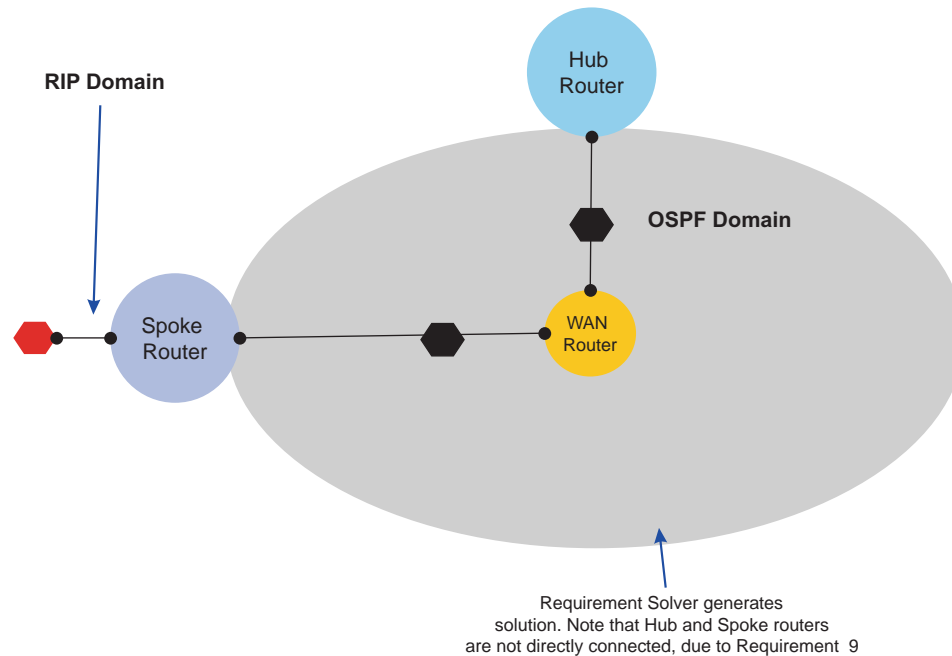 Hub
Router
RIP Domain
OSPF Domain
Spoke
Router
WAN
Router
Requirement Solver generates
solution. Note that Hub and Spoke routers
are not directly connected, due to Requirement 9